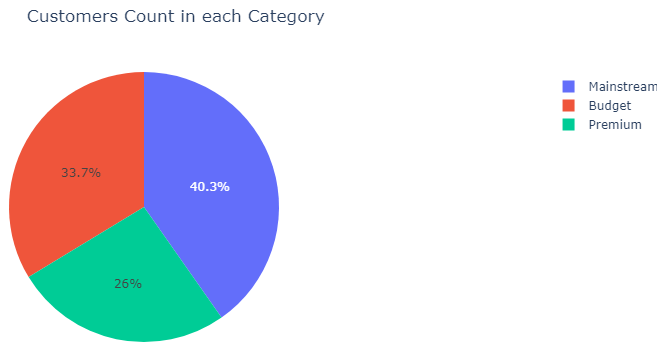 Customers Count in each Category
Mainstream
Budget
Premium
33.7%
40.3%
26%